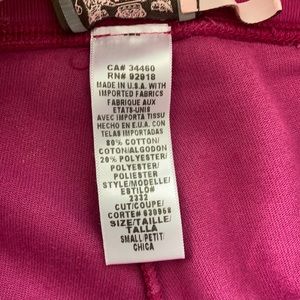 CA# 34460
RN# 92918
MADE IN U.S.A. WITH
IMPORTED FABRICS
FABRIQUE AUX
ETATS-UNIS
AVEC IMPORTA TISSU
HECHO EN E.U.A. CON
TELAS IMPORTADAS
80% COTTON/
COTON/ALGODON
20% POLYESTER/
POLYESTER/
POLIESTER
STYLE/MODELLE/
ESTILO#
2332
CUT/COUPE/
CORTE# 630968
SIZE/TAILLE/
TALLA
SMALL/PETIT/
CHICA